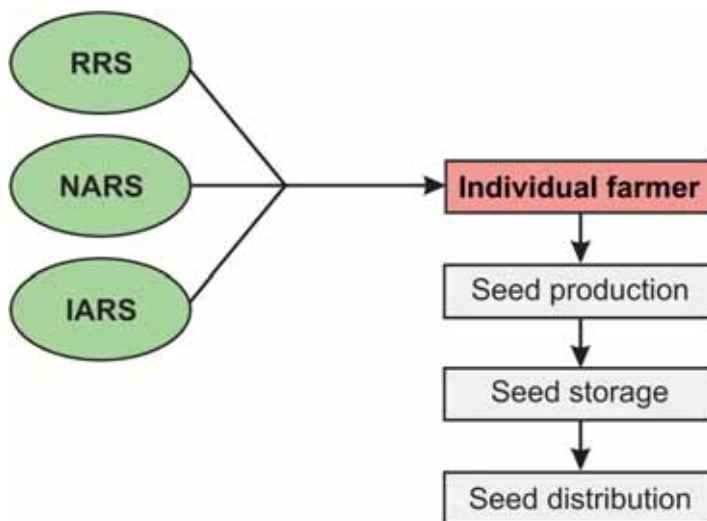 RRS
NARS
IARS
Individual farmer
Seed production
Seed storage
Seed distribution